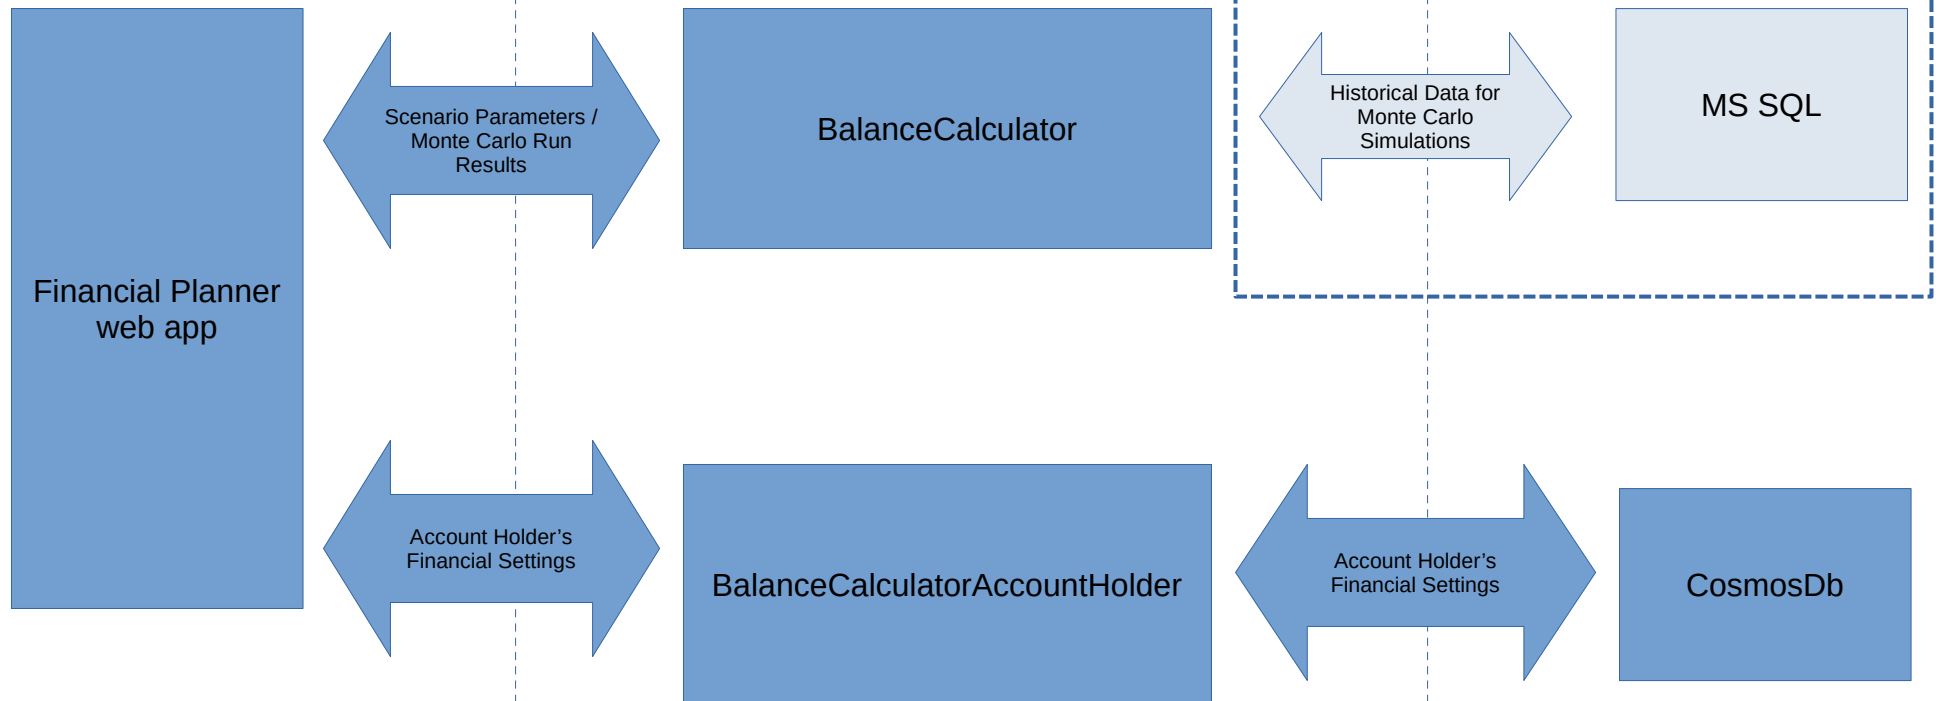 Financial Planner
web app
Scenario Parameters /
Monte Carlo Run
Results
BalanceCalculator
Historical Data for
Monte Carlo
Simulations
MS SQL
Account Holder’s
Financial Settings
BalanceCalculatorAccountHolder
Account Holder’s
Financial Settings
CosmosDb